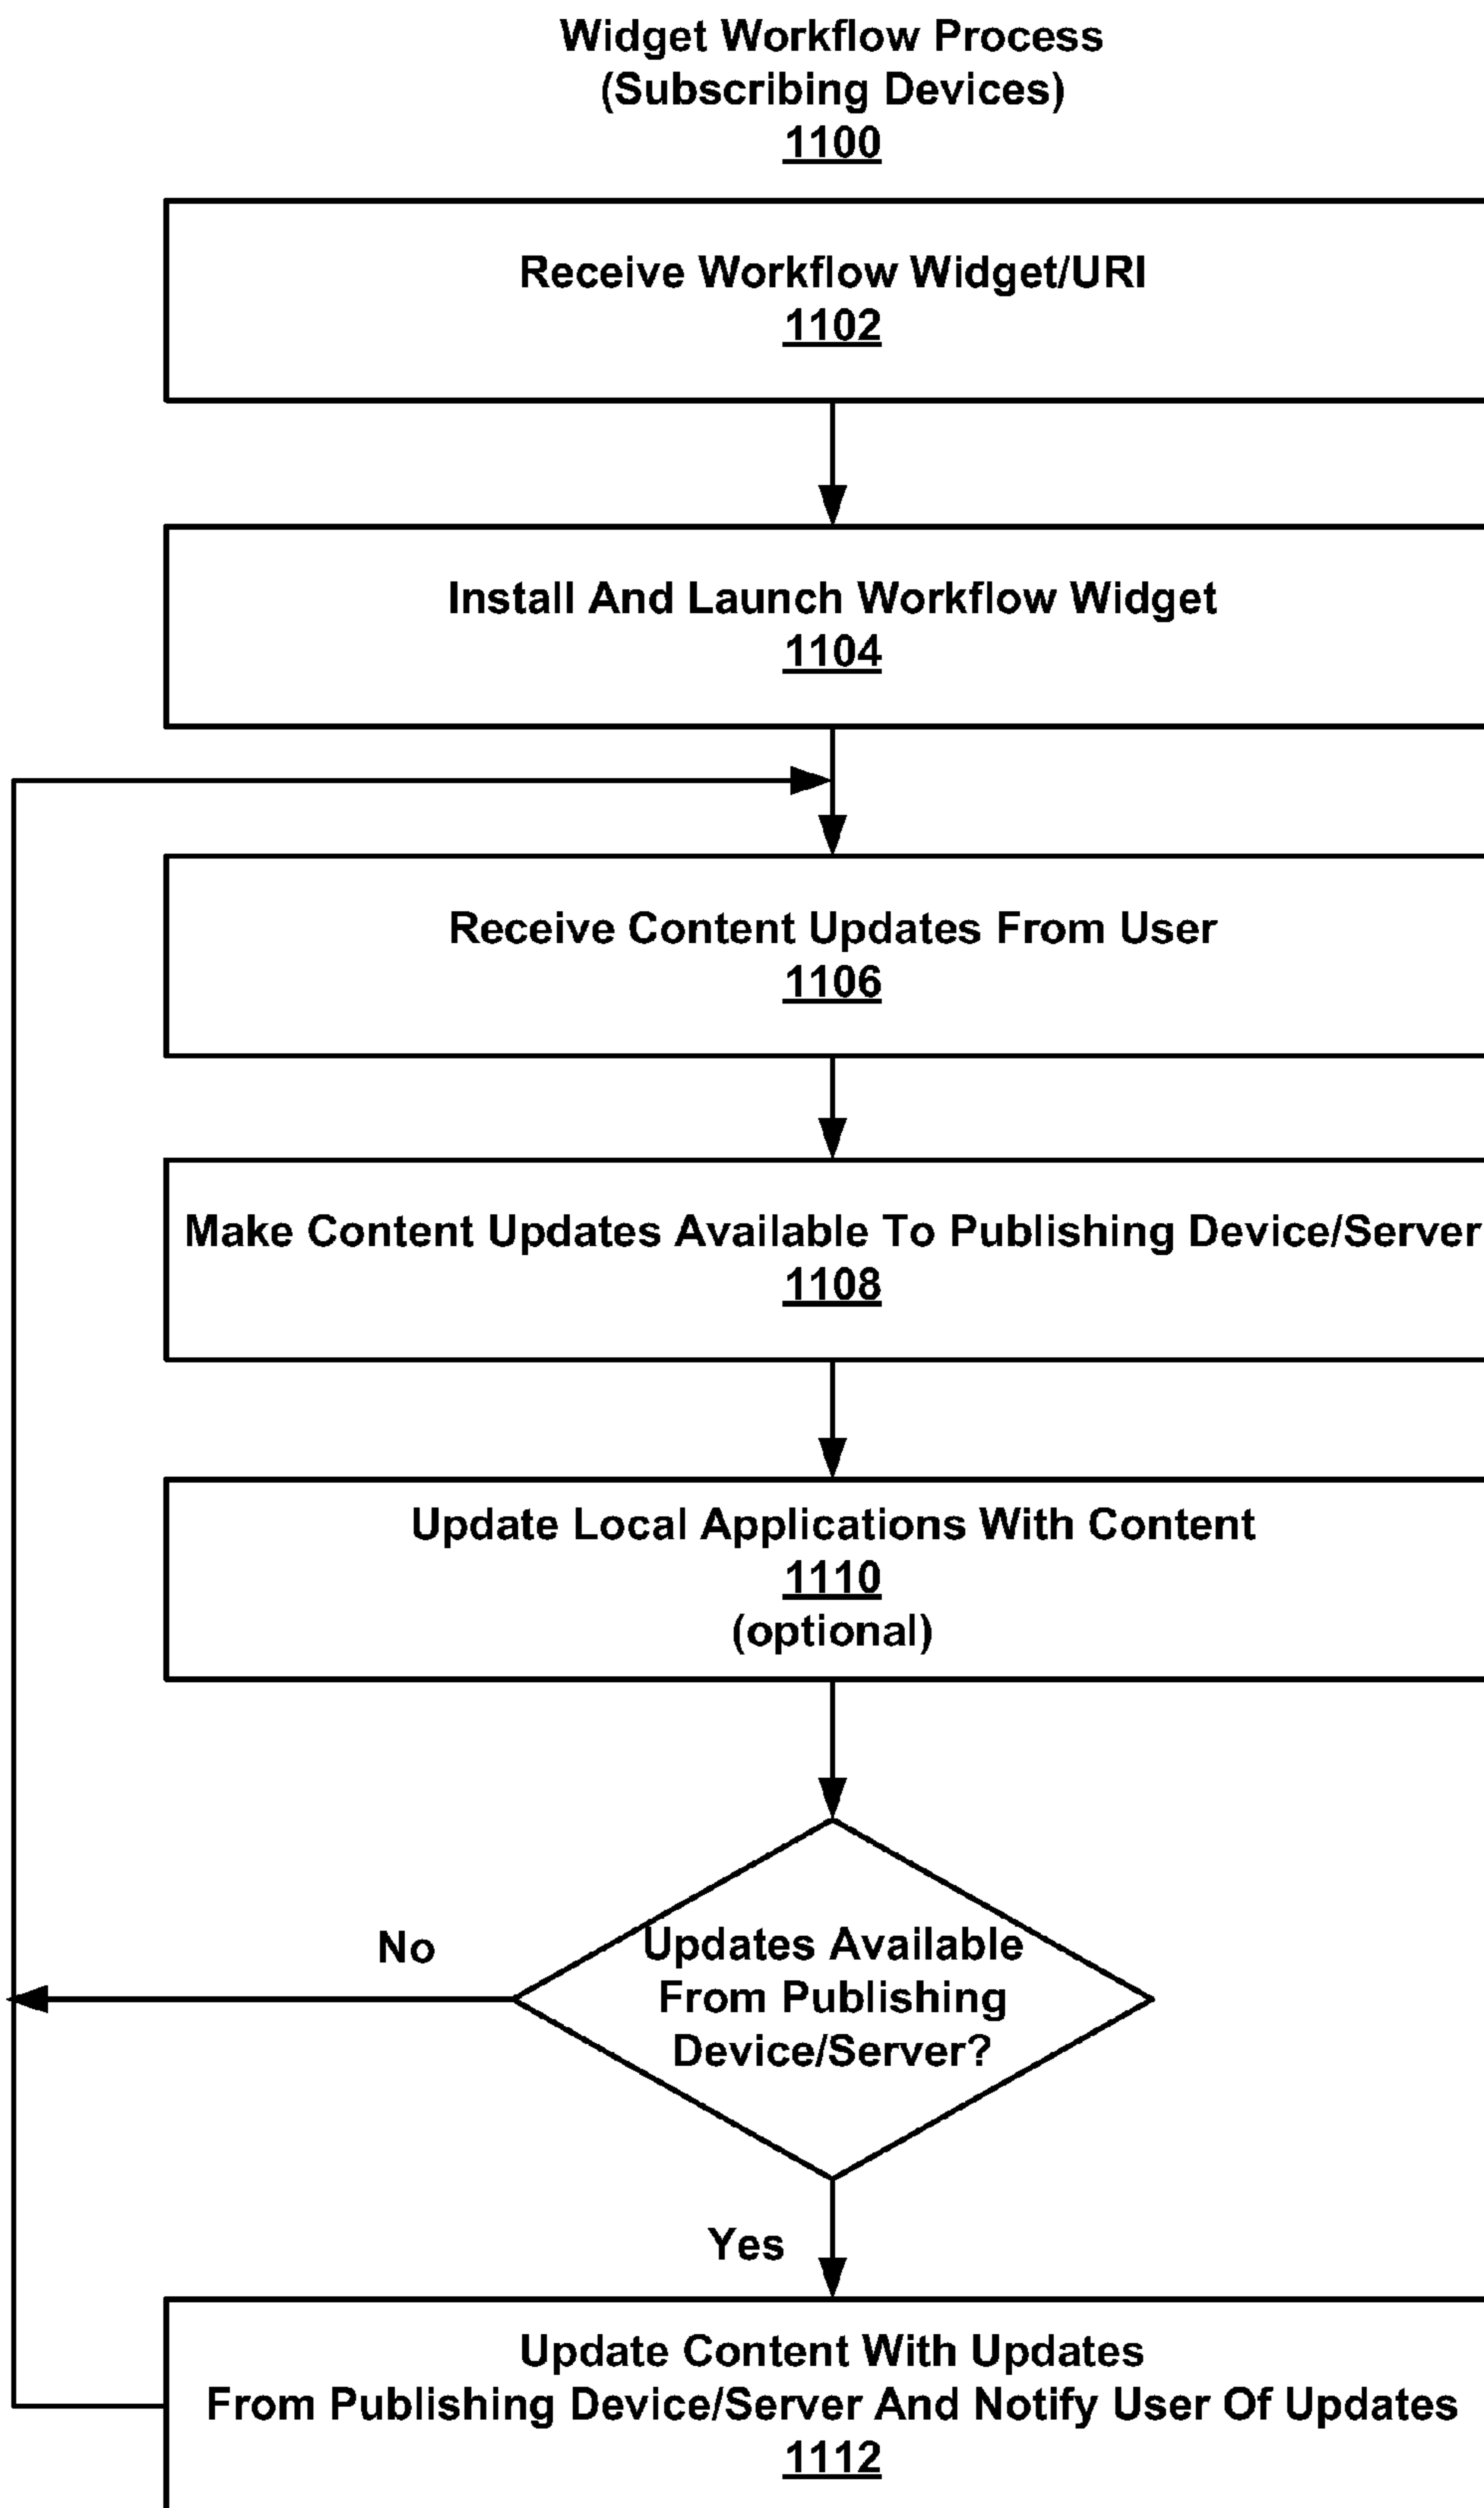 Widget Workflow Process
(Subscribing Devices)
1100
Receive Workflow Widget/URI
1102
Install And Launch Workflow Widget
1104
Receive Content Updates From User
1106
Make Content Updates Available To Publishing Device/Server
1108
Update Local Applications With Content
1110
(optional)
Updates Available
From Publishing
Device/Server?
No
Yes
Update Content With Updates
From Publishing Device/Server And Notify User Of Updates
1112